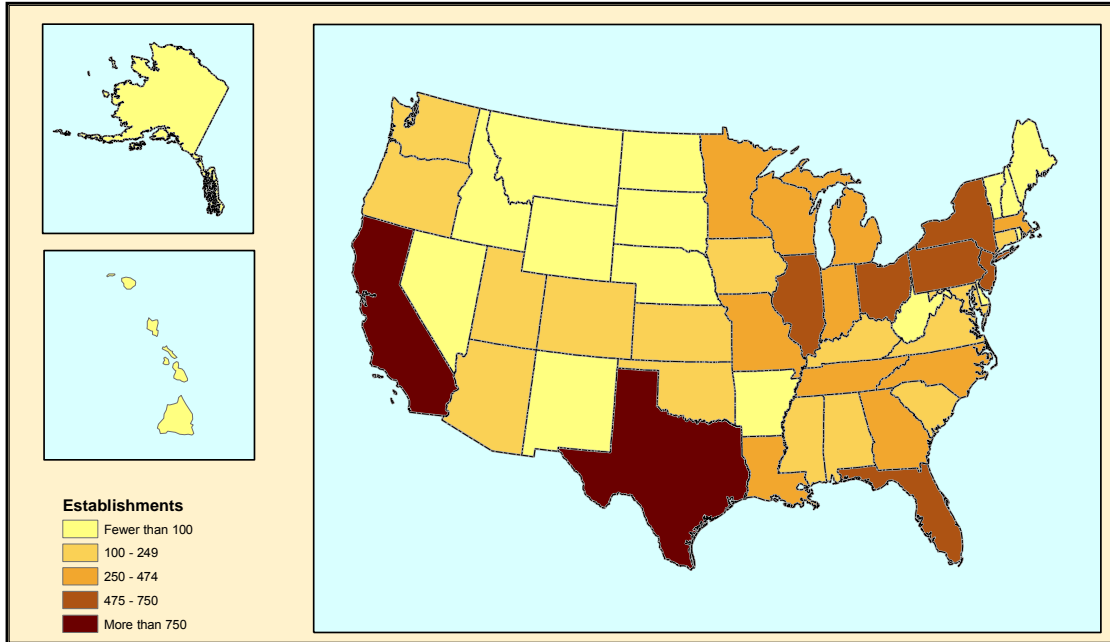 Establishments
Fewer than 100
100 - 249
250 - 474
475 - 750
More than 750